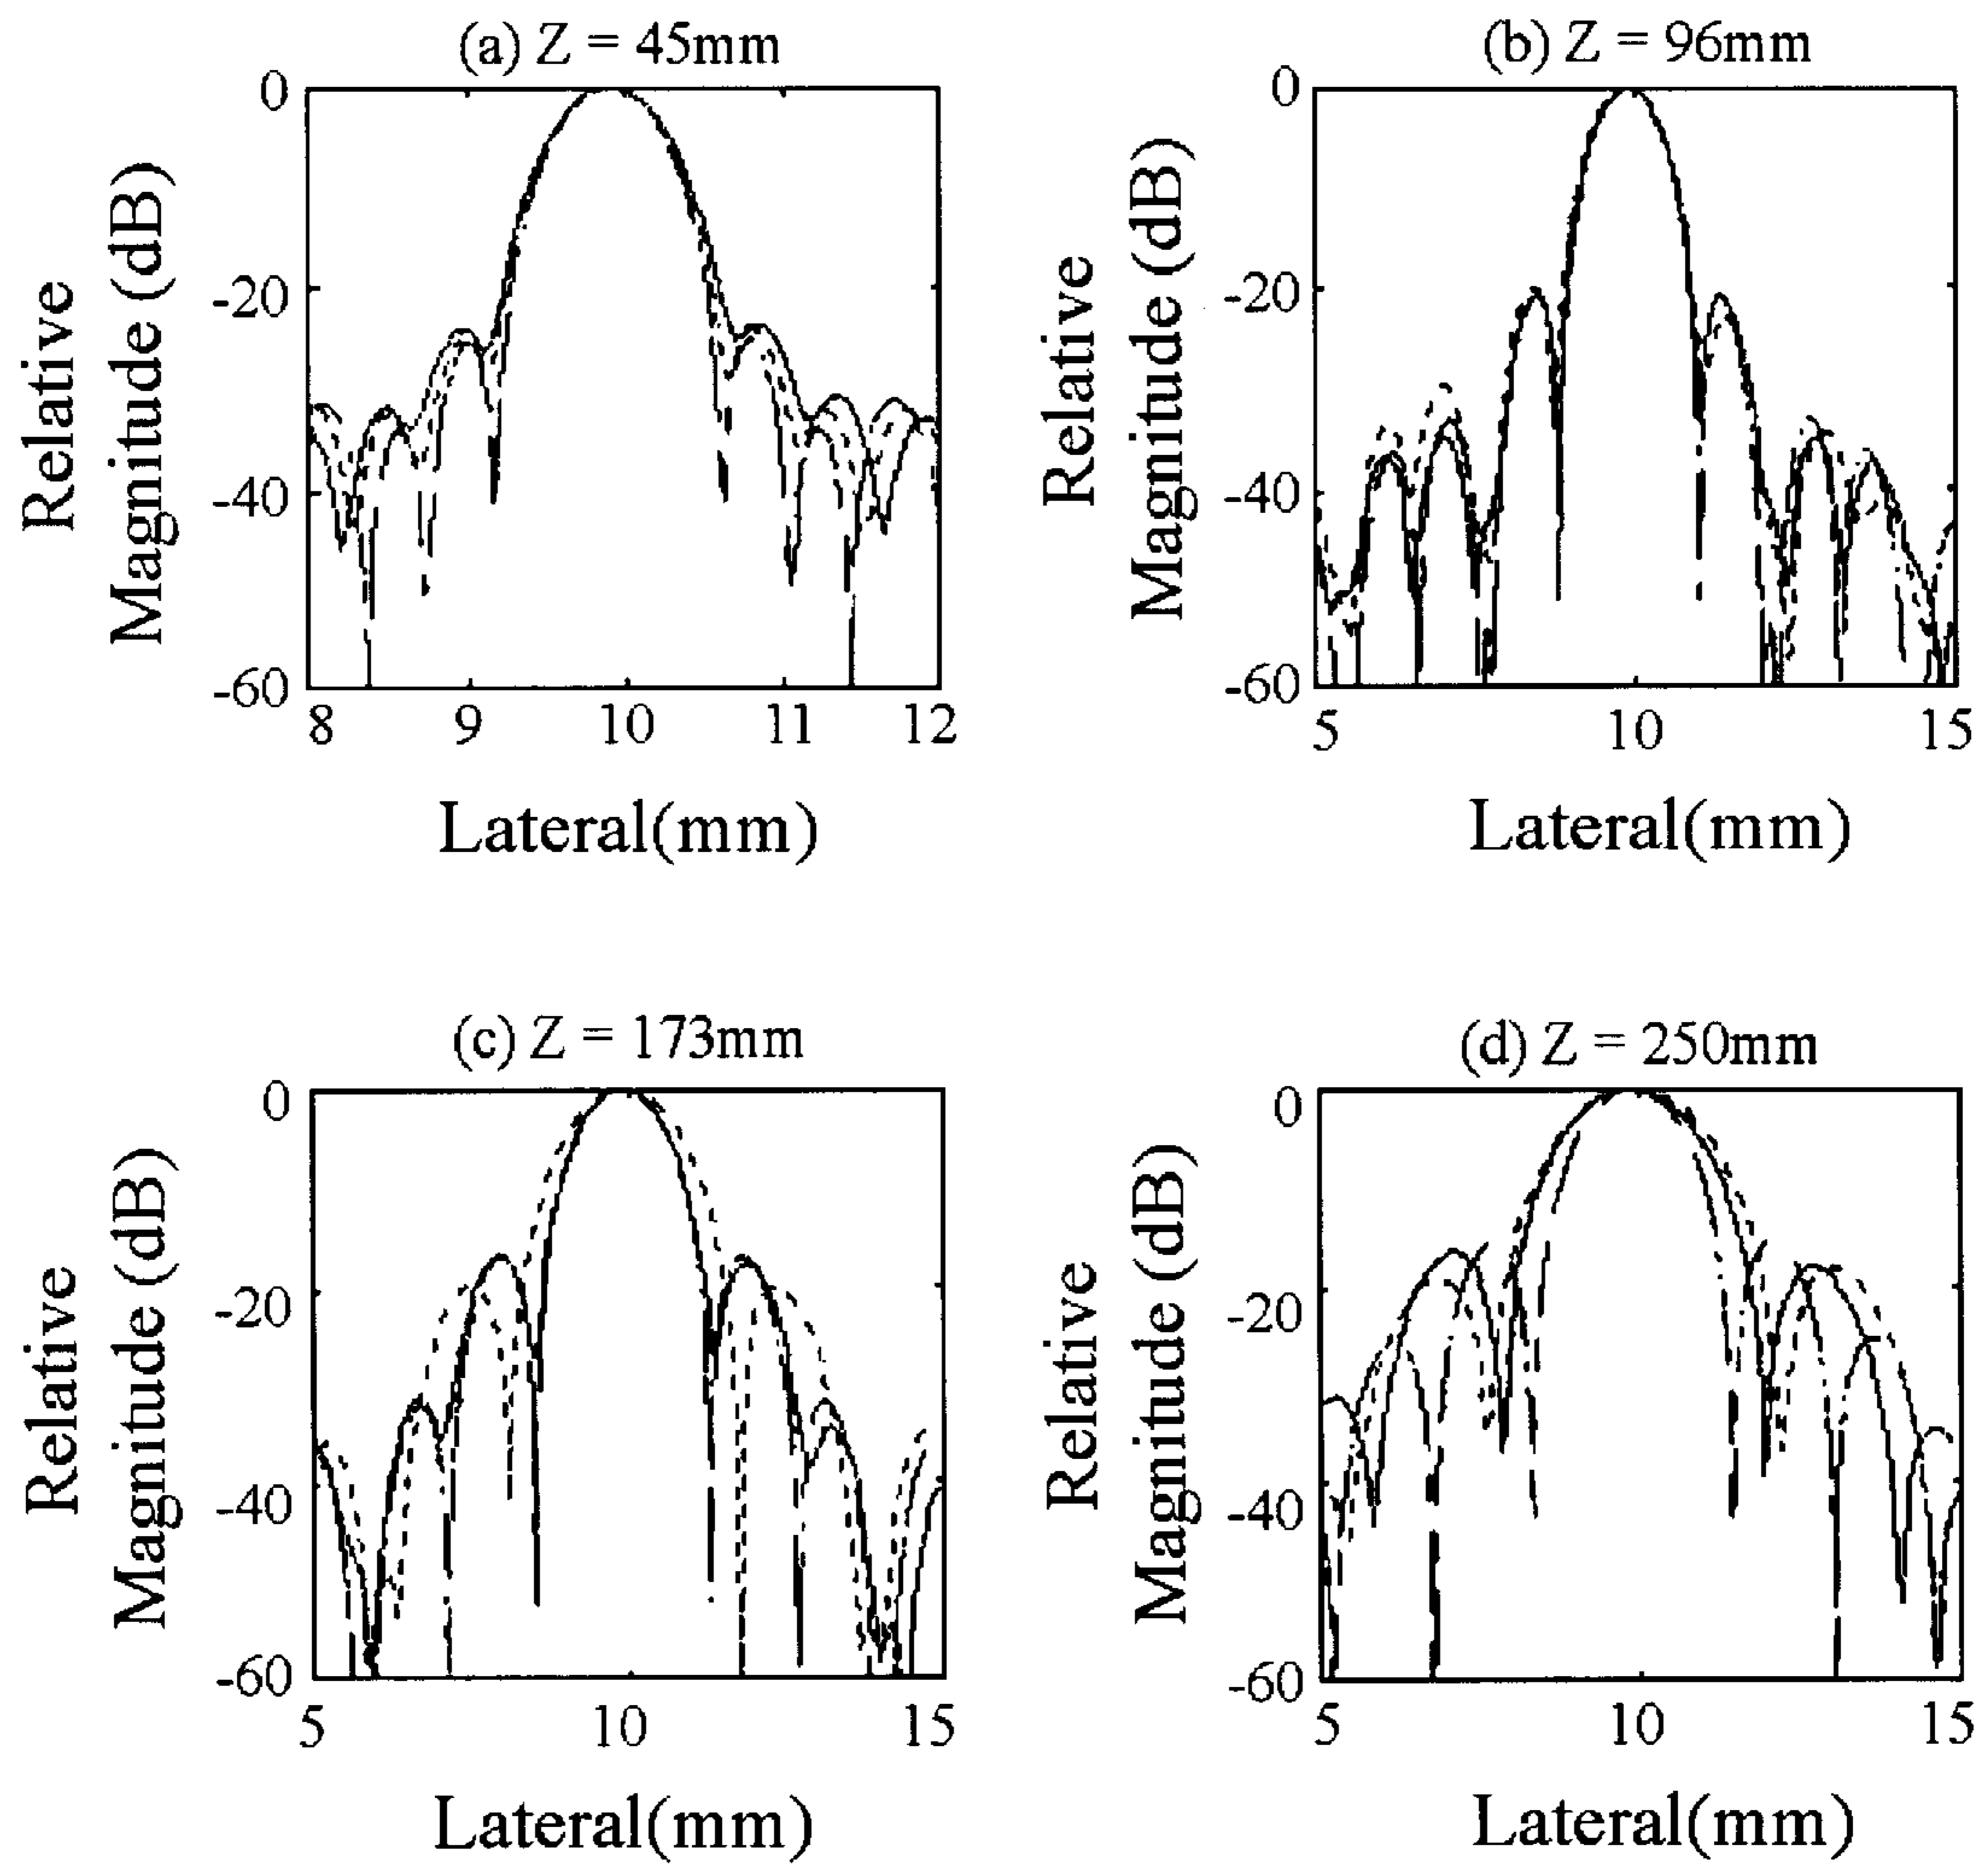 (a) Z = 45mm
0
-20
-40
-60
Relative
Magnitude (dB)
8 9 10 11 12
Lateral(mm)
(b) Z = 96mm
0
-20
-40
-60
Relative
Magnitude (dB)
5 10 15
Lateral(mm)
(c) Z = 173mm
0
-20
-40
-60
Relative
Magnitude (dB)
5 10 15
Lateral(mm)
(d) Z = 250mm
0
-20
-40
-60
Relative
Magnitude (dB)
5 10 15
Lateral(mm)